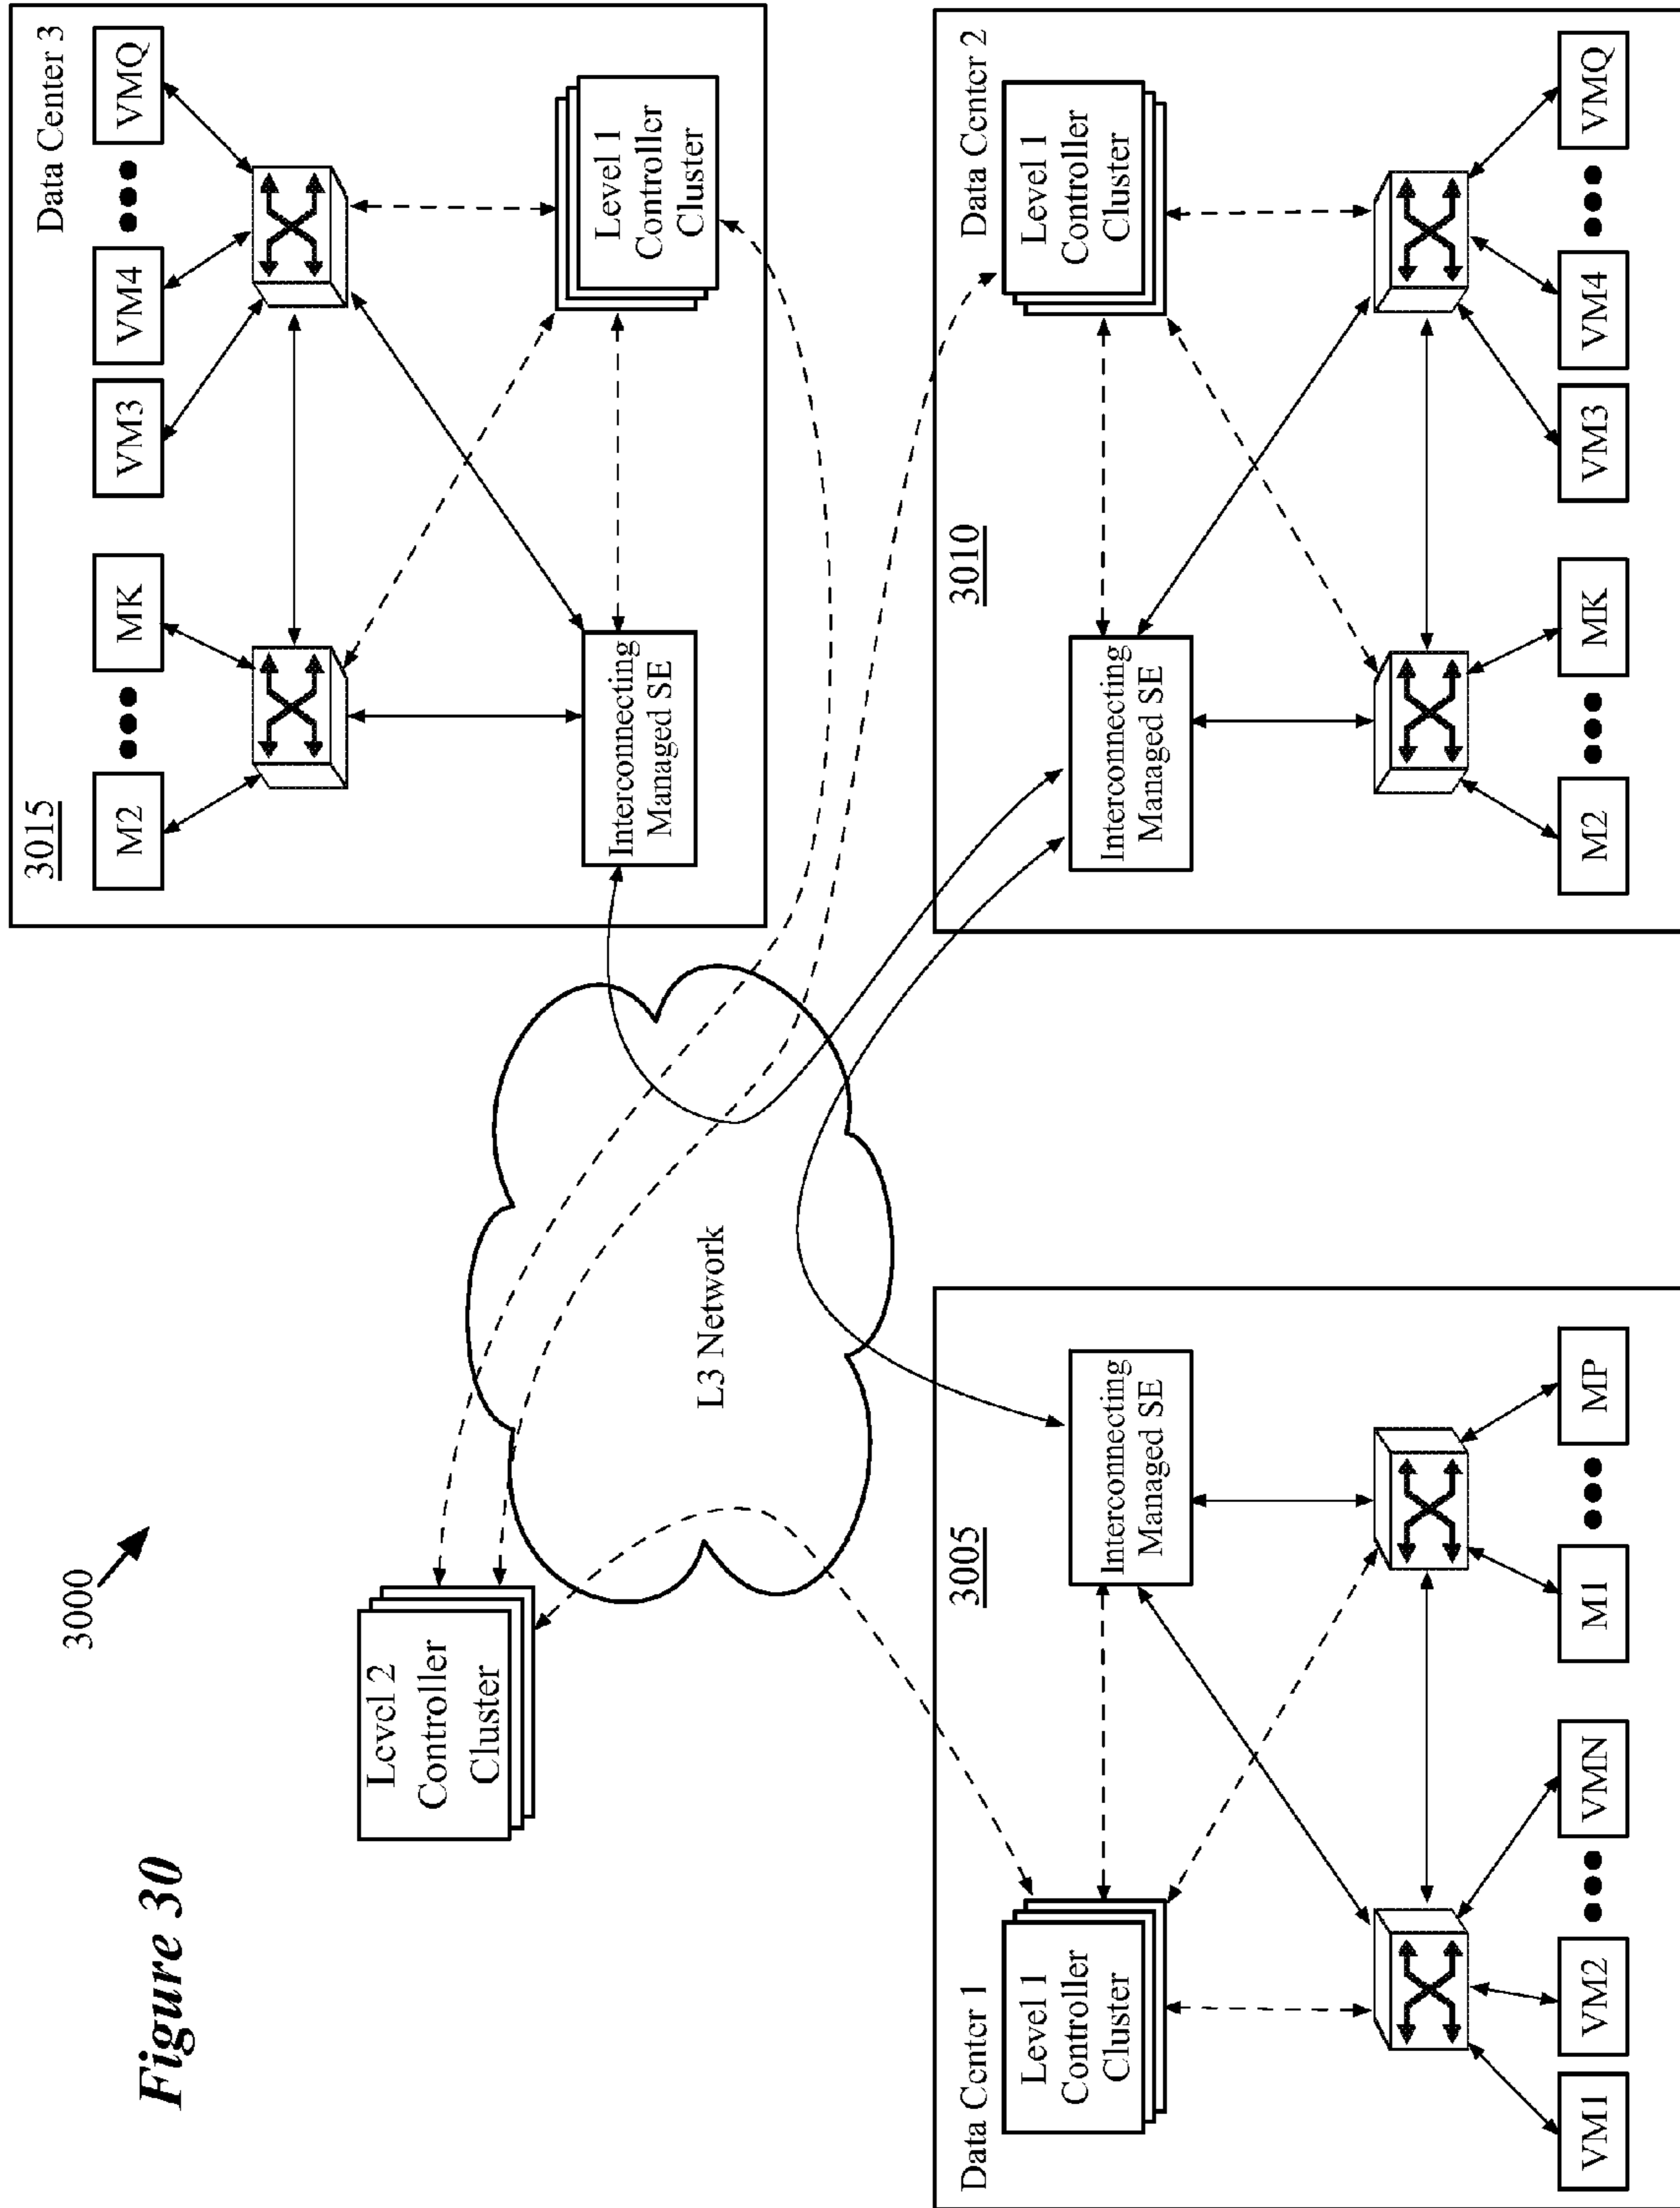 Figure 30
3000
Level 2
Controller
Cluster
L3 Network
3015
Data Center 3
M2
MK
VM3
VM4
VMQ
Interconnecting
Managed SE
Level 1
Controller
Cluster
Data Center 1
Level 1
Controller
Cluster
3005
Interconnecting
Managed SE
VM1
VM2
VMN
M1
MP
3010
Data Center 2
Interconnecting
Managed SE
Level 1
Controller
Cluster
M2
MK
VM3
VM4
VMQ